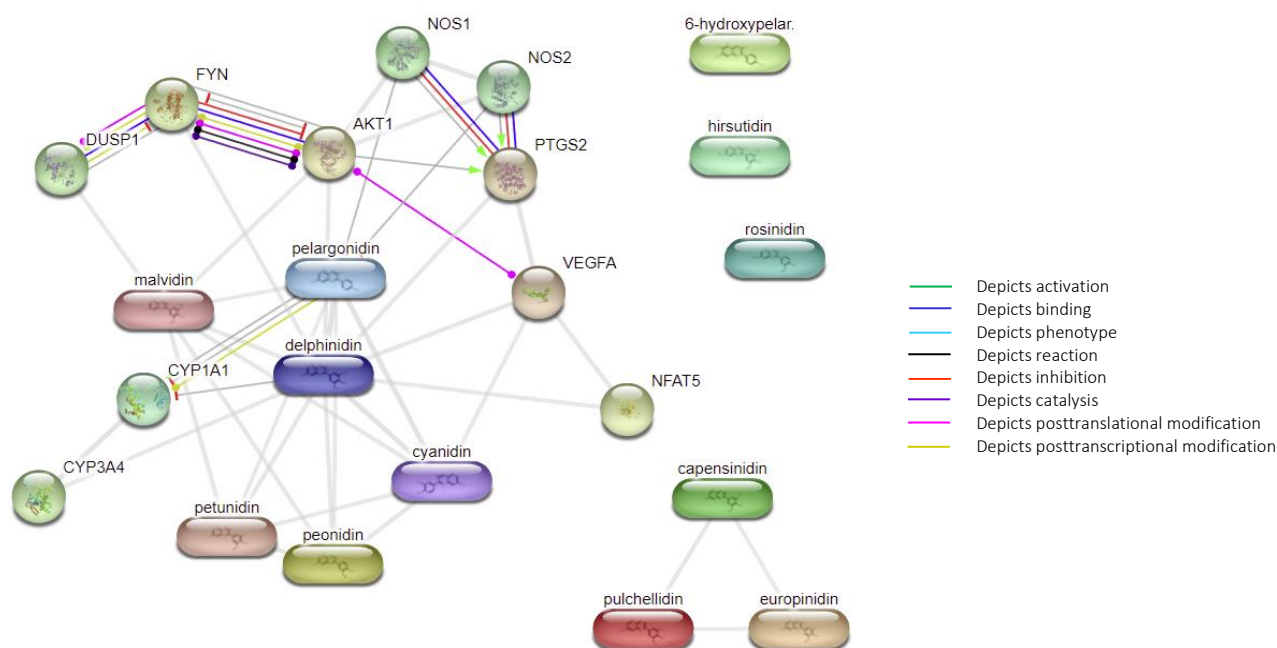 NOS1
6-hydroxypelar.
NOS2
FYN
AKT1
hirsutidin
DUSP1
PTGS2
rosinidin
pelargonidin
VEGFA
malvidin
delphinidin
CYP1A1
NFAT5
cyanidin
CYP3A4
capensinidin
petunidin
peonidin
pulchellidin
europinidin
Depicts activation
Depicts binding
Depicts phenotype
Depicts reaction
Depicts inhibition
Depicts catalysis
Depicts posttranslational modification
Depicts posttranscriptional modification